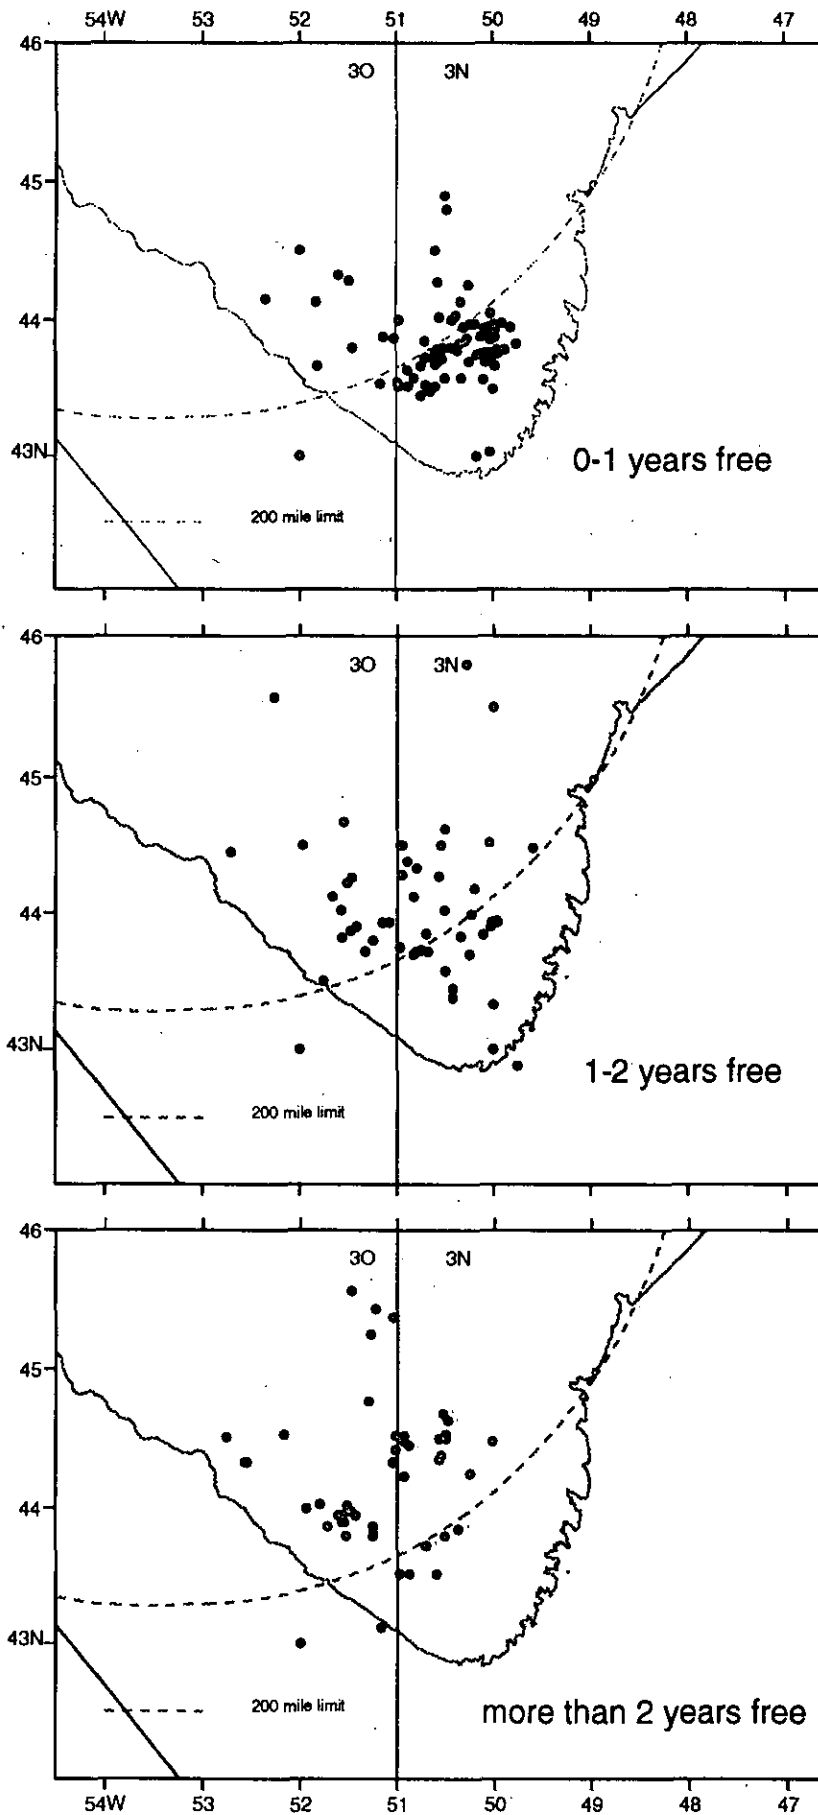 54W 53 52 51 50 49 48 47
46
3O 3N
45
44
43N
0-1 years free
200 mile limit
46
3O 3N
45
44
43N
1-2 years free
200 mile limit
46
3O 3N
45
44
43N
200 mile limit
more than 2 years free
54W 53 52 51 50 49 48 47